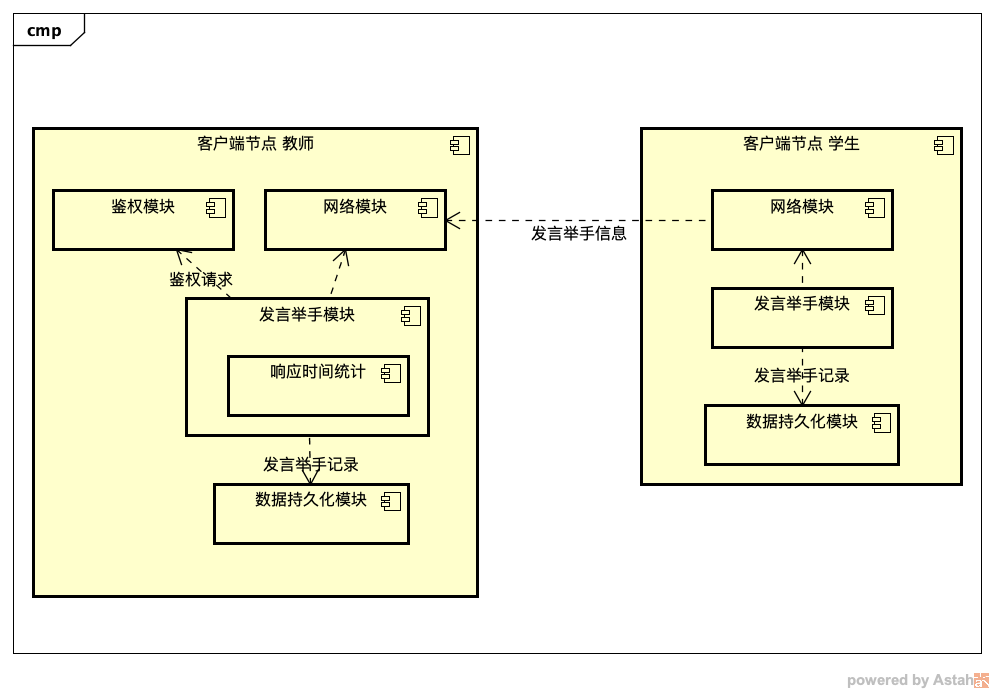 cmp
客户端节点 教师
鉴权模块
网络模块
鉴权请求
发言举手模块
响应时间统计
发言举手记录
数据持久化模块
发言举手信息
客户端节点 学生
网络模块
发言举手模块
发言举手记录
数据持久化模块
powered by Astah